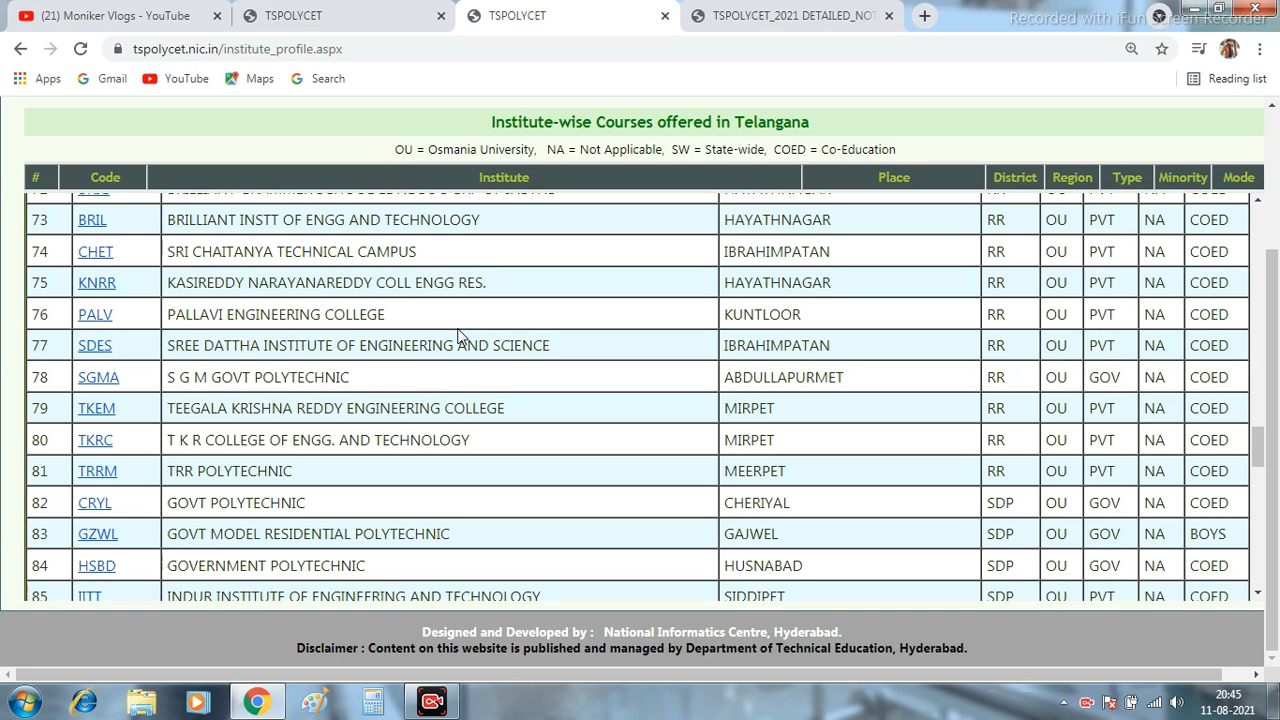 (21) Moniker Vlogs - YouTube TSPOLYCET TSPOLYCET TSPOLYCET_2021 DETAILED_NOT
Recorded with iFun Screen Recorder
tspolycet.nic.in/institute_profile.aspx
Apps Gmail YouTube Maps Search Reading list
Institute-wise Courses offered in Telangana
OU = Osmania University, NA = Not Applicable, SW = State-wide, COED = Co-Education
# Code Institute Place District Region Type Minority Mode
73 BRIL BRILLIANT INSTT OF ENGG AND TECHNOLOGY HAYATHNAGAR RR OU PVT NA COED
74 CHET SRI CHAITANYA TECHNICAL CAMPUS IBRAHIMPATAN RR OU PVT NA COED
75 KNRR KASIREDDY NARAYANAREDDY COLL ENGG RES. HAYATHNAGAR RR OU PVT NA COED
76 PALV PALLAVI ENGINEERING COLLEGE KUNTLOOR RR OU PVT NA COED
77 SDES SREE DATTHA INSTITUTE OF ENGINEERING AND SCIENCE IBRAHIMPATAN RR OU PVT NA COED
78 SGMA S G M GOVT POLYTECHNIC ABDULLAPURMET RR OU GOV NA COED
79 TKEM TEEGALA KRISHNA REDDY ENGINEERING COLLEGE MIRPET RR OU PVT NA COED
80 TKRC T K R COLLEGE OF ENGG. AND TECHNOLOGY MIRPET RR OU PVT NA COED
81 TRRM TRR POLYTECHNIC MEERPET RR OU PVT NA COED
82 CRYL GOVT POLYTECHNIC CHERIYAL SDP OU GOV NA COED
83 GZWL GOVT MODEL RESIDENTIAL POLYTECHNIC GAJWEL SDP OU GOV NA BOYS
84 HSBD GOVERNMENT POLYTECHNIC HUSNABAD SDP OU GOV NA COED
85 IITT INDUR INSTITUTE OF ENGINEERING AND TECHNOLOGY SIDDIPET SDP OU PVT NA COED
Designed and Developed by : National Informatics Centre, Hyderabad.
Disclaimer : Content on this website is published and managed by Department of Technical Education, Hyderabad.
20:45
11-08-2021